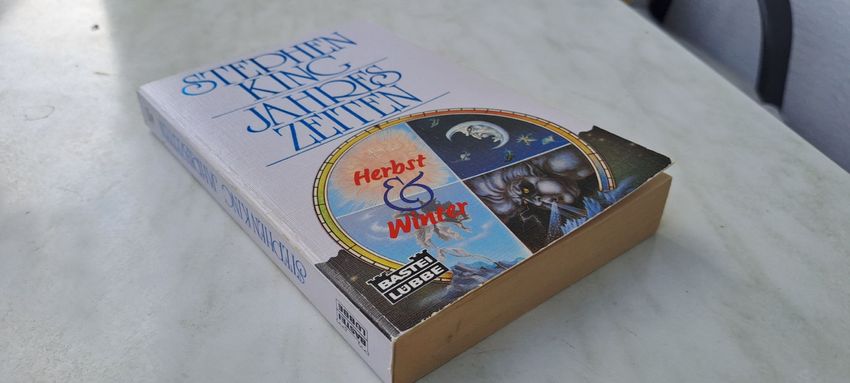 STEPHEN
KING
JAHRES
ZEITEN
Herbst
&
Winter
BASTEI
LÜBBE
STEPHEN KING JAHRESZEITEN
BASTEI
LÜBBE